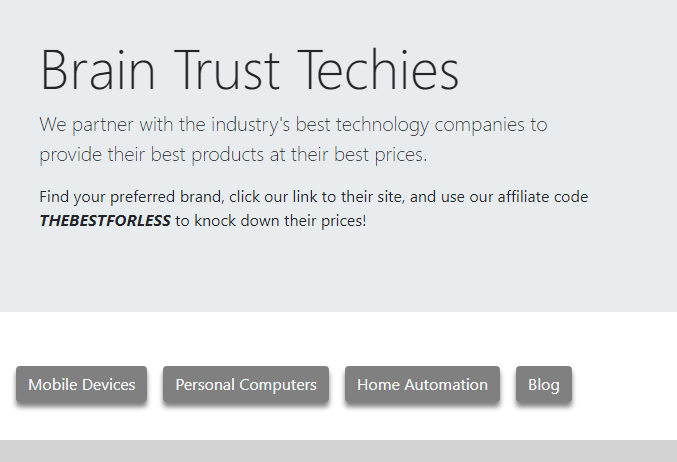 Brain Trust Techies
We partner with the industry's best technology companies to
provide their best products at their best prices.
Find your preferred brand, click our link to their site, and use our affiliate code
THEBESTFORLESS to knock down their prices!
Mobile Devices Personal Computers Home Automation Blog